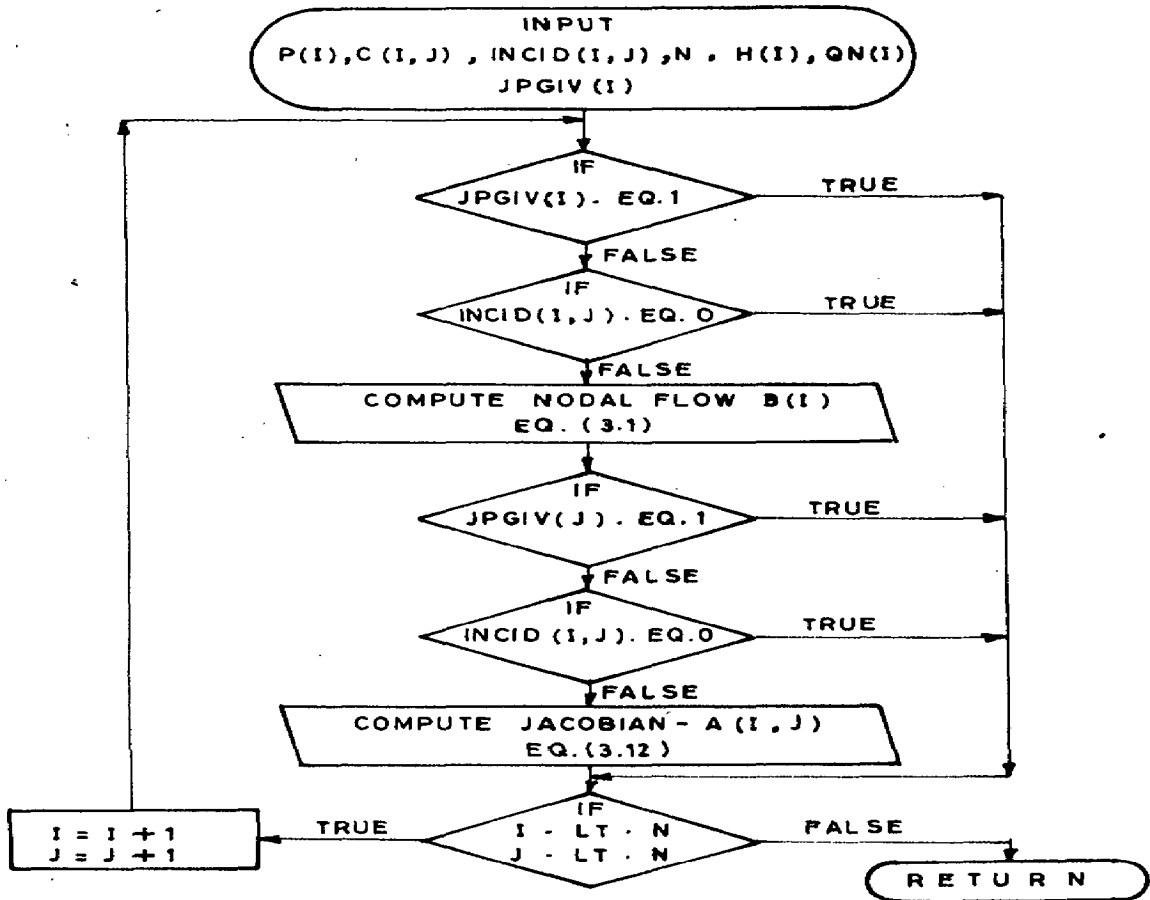 INPUT
P(I), C(I,J), INCID(I,J), N. H(I), QN(I)
JPGIV(I)
IF
JPGIV(I). EQ.1
TRUE
FALSE
IF
INCID(I,J). EQ. 0
TRUE
FALSE
COMPUTE NODAL FLOW B(I)
EQ. (3.1)
IF
JPGIV(J). EQ.1
TRUE
FALSE
IF
INCID (I,J). EQ.0
TRUE
FALSE
COMPUTE JACOBIAN - A(I,J)
EQ.(3.12)
IF
I - LT - N
J - LT - N
TRUE
FALSE
I = I + 1
J = J + 1
RETURN